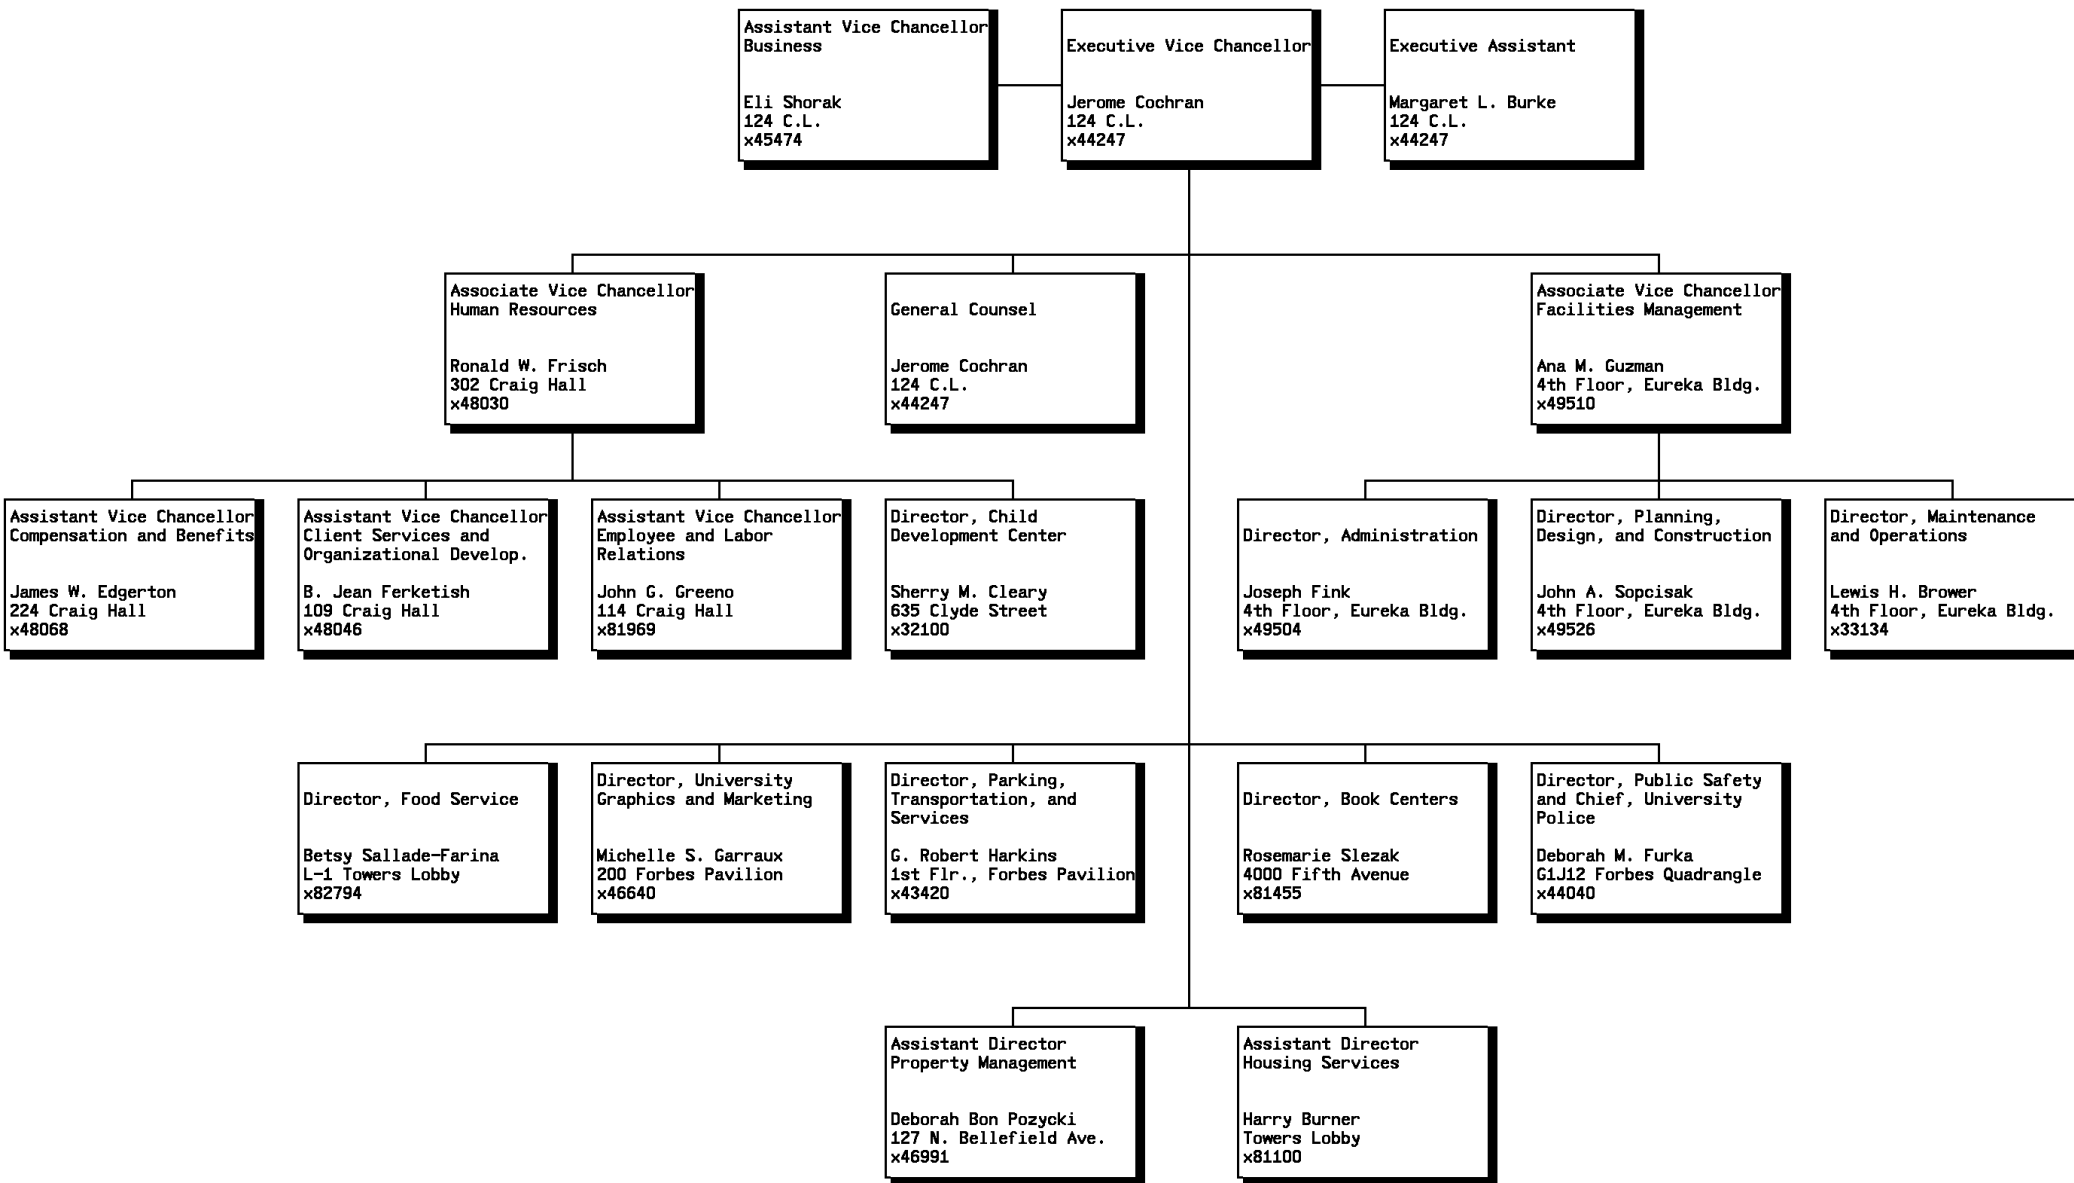 Assistant Vice Chancellor
Business
Eli Shorak
124 C.L.
x45474
Executive Vice Chancellor
Jerome Cochran
124 C.L.
x44247
Executive Assistant
Margaret L. Burke
124 C.L.
x44247
Associate Vice Chancellor
Human Resources
Ronald W. Frisch
302 Craig Hall
x48030
General Counsel
Jerome Cochran
124 C.L.
x44247
Associate Vice Chancellor
Facilities Management
Ana M. Guzman
4th Floor, Eureka Bldg.
x49510
Assistant Vice Chancellor
Compensation and Benefits
James W. Edgerton
224 Craig Hall
x48068
Assistant Vice Chancellor
Client Services and
Organizational Develop.
B. Jean Ferketish
109 Craig Hall
x48046
Assistant Vice Chancellor
Employee and Labor
Relations
John G. Greeno
114 Craig Hall
x81969
Director, Child
Development Center
Sherry M. Cleary
635 Clyde Street
x32100
Director, Administration
Joseph Fink
4th Floor, Eureka Bldg.
x49504
Director, Planning,
Design, and Construction
John A. Sopcisak
4th Floor, Eureka Bldg.
x49526
Director, Maintenance
and Operations
Lewis H. Brower
4th Floor, Eureka Bldg.
x33134
Director, Food Service
Betsy Sallade-Farina
L-1 Towers Lobby
x82794
Director, University
Graphics and Marketing
Michelle S. Garraux
200 Forbes Pavilion
x46640
Director, Parking,
Transportation, and
Services
G. Robert Harkins
1st Flr., Forbes Pavilion
x43420
Director, Book Centers
Rosemarie Slezak
4000 Fifth Avenue
x81455
Director, Public Safety
and Chief, University
Police
Deborah M. Furka
G1J12 Forbes Quadrangle
x44040
Assistant Director
Property Management
Deborah Bon Pozycki
127 N. Bellefield Ave.
x46991
Assistant Director
Housing Services
Harry Burner
Towers Lobby
x81100